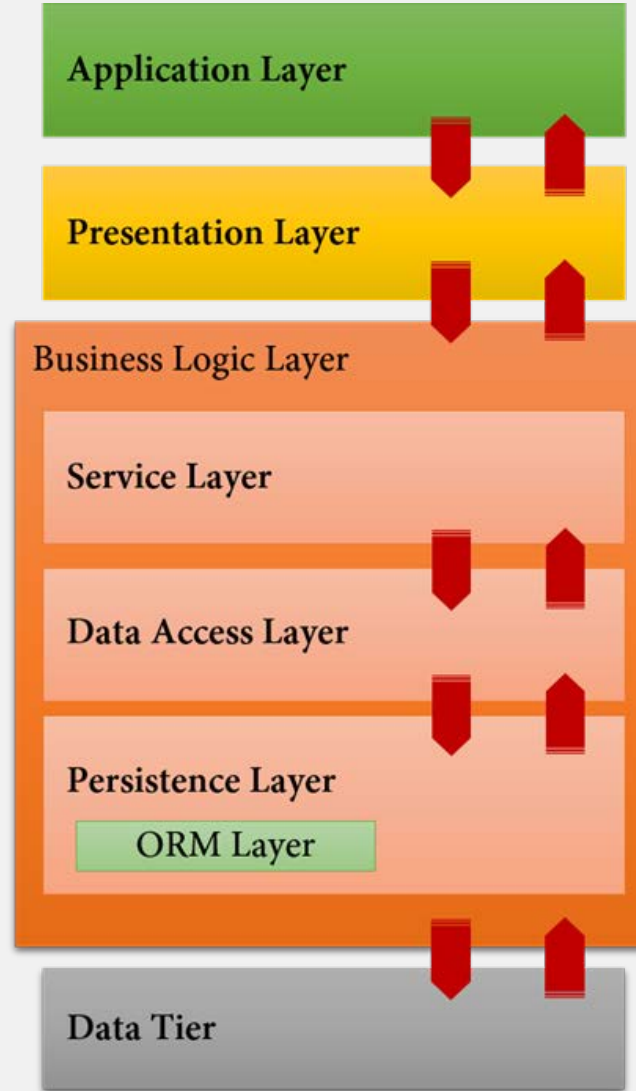 Application Layer
Presentation Layer
Business Logic Layer
Service Layer
Data Access Layer
Persistence Layer
ORM Layer
Data Tier